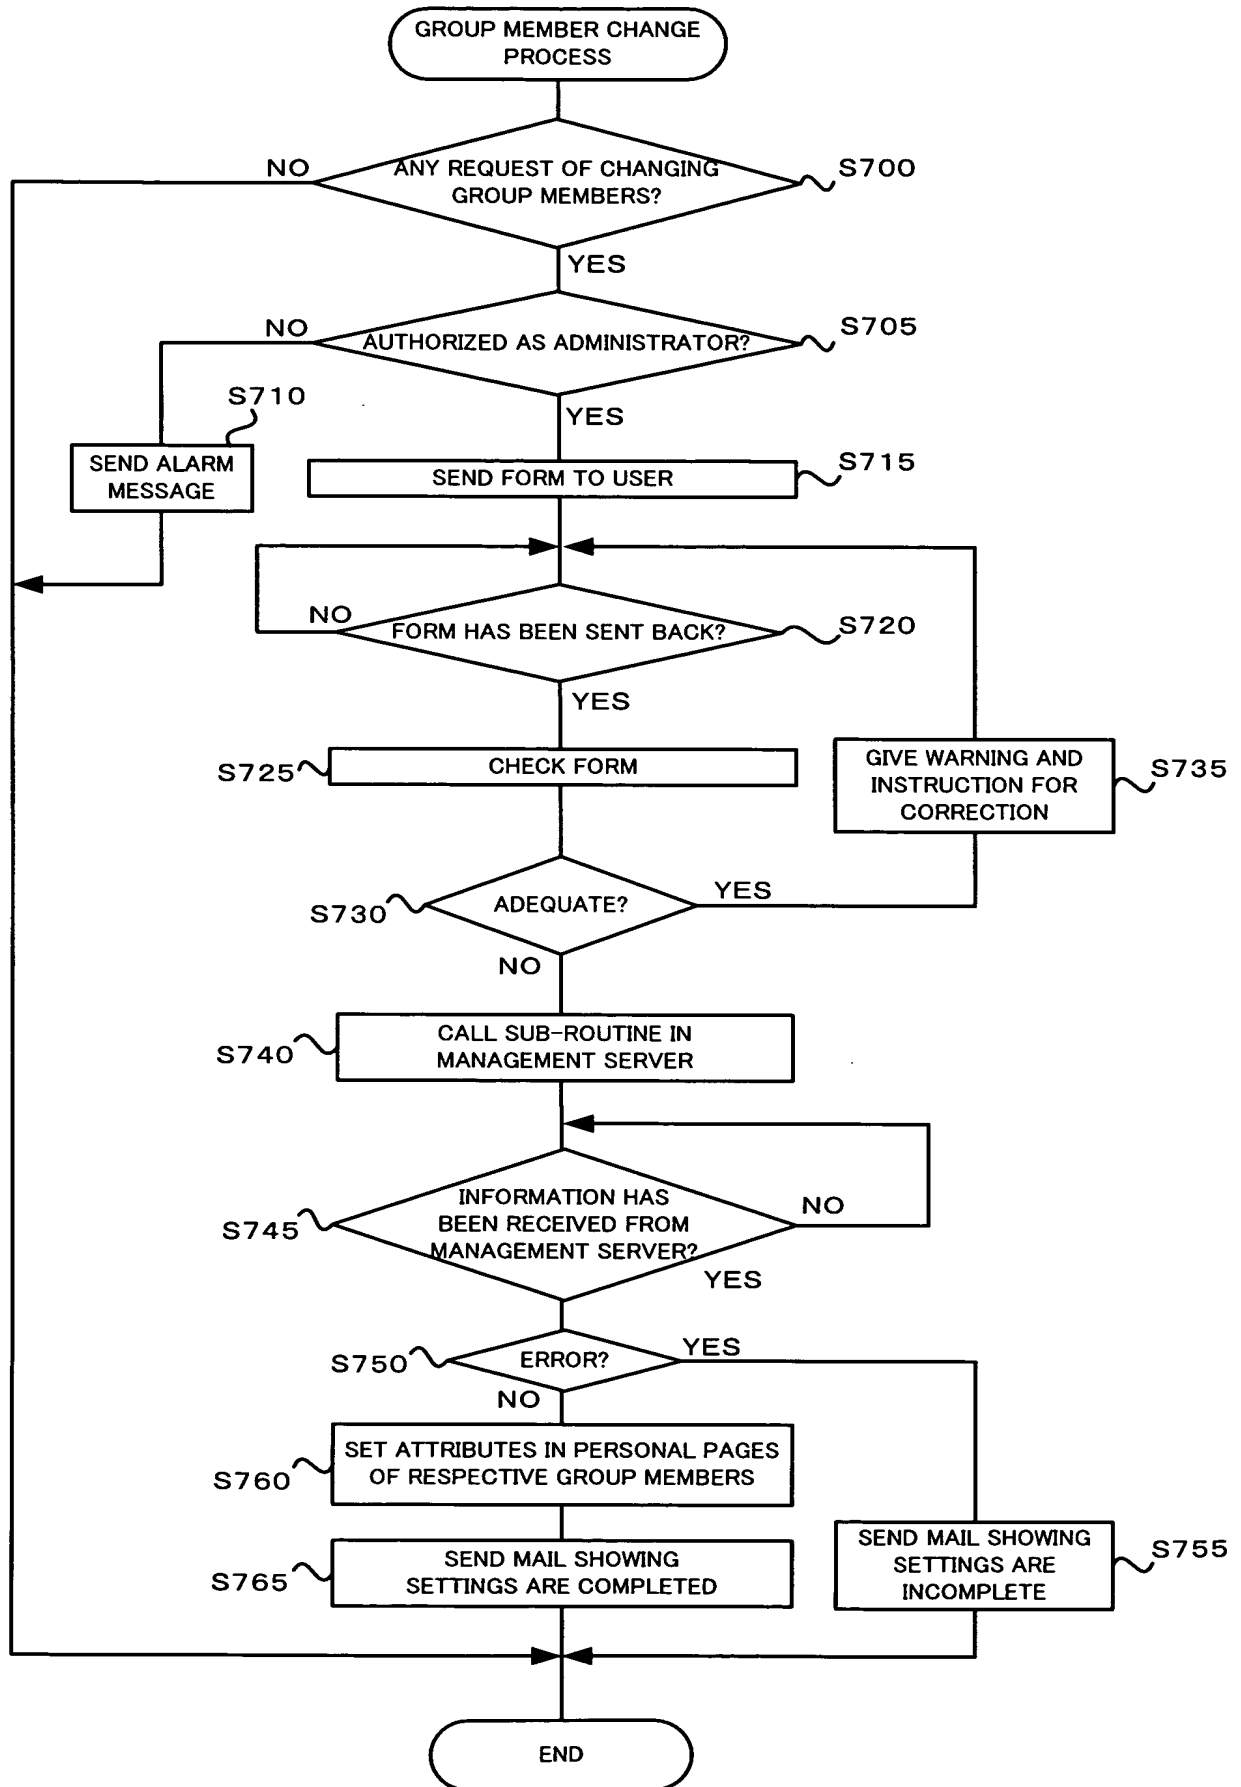 GROUP MEMBER CHANGE
PROCESS
NO
ANY REQUEST OF CHANGING
GROUP MEMBERS?
S700
YES
NO
AUTHORIZED AS ADMINISTRATOR?
S705
S710
YES
SEND ALARM
MESSAGE
SEND FORM TO USER
S715
NO
FORM HAS BEEN SENT BACK?
S720
YES
S725
CHECK FORM
GIVE WARNING AND
INSTRUCTION FOR
CORRECTION
S735
S730
ADEQUATE?
YES
NO
S740
CALL SUB-ROUTINE IN
MANAGEMENT SERVER
S745
INFORMATION HAS
BEEN RECEIVED FROM
MANAGEMENT SERVER?
NO
YES
S750
ERROR?
YES
NO
S760
SET ATTRIBUTES IN PERSONAL PAGES
OF RESPECTIVE GROUP MEMBERS
S765
SEND MAIL SHOWING
SETTINGS ARE COMPLETED
SEND MAIL SHOWING
SETTINGS ARE
INCOMPLETE
S755
END